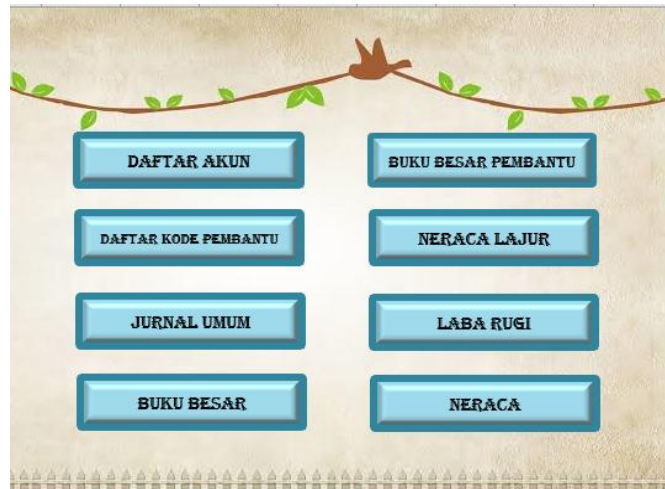 DAFTAR AKUN
DAFTAR KODE PEMBANTU
JURNAL UMUM
BUKU BESAR
BUKU BESAR PEMBANTU
NERACA LAJUR
LABA RUGI
NERACA